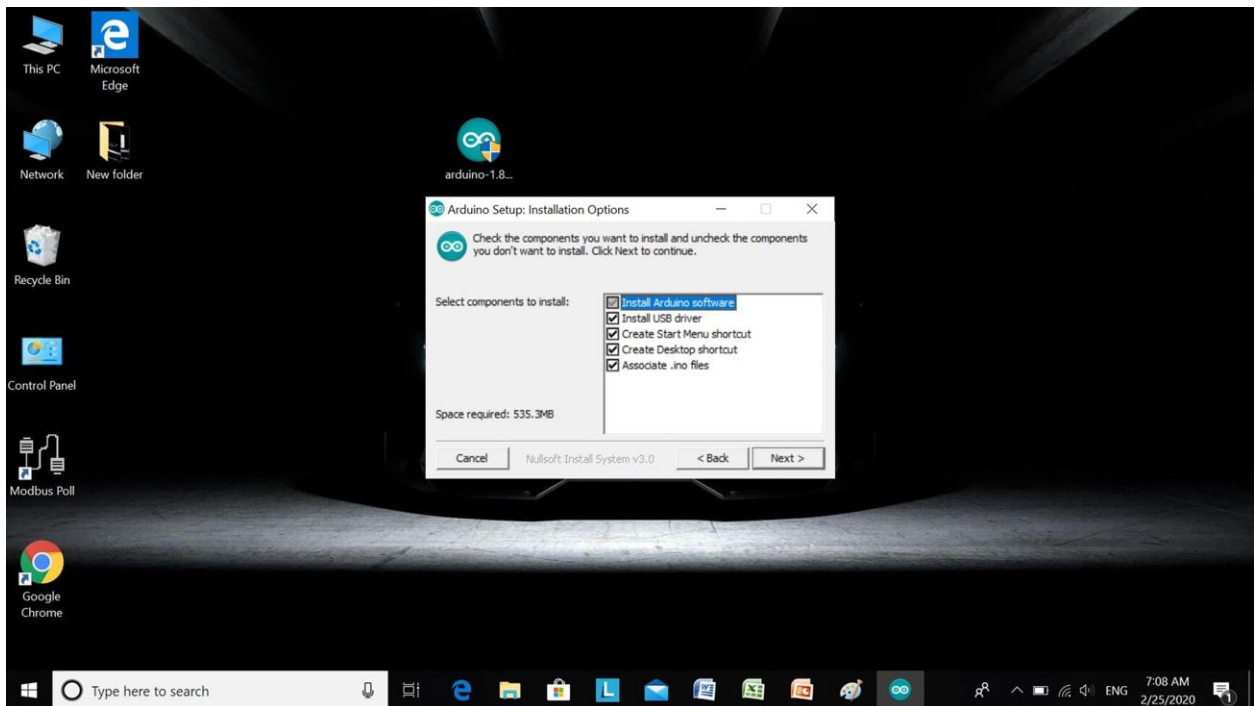 This PC
Microsoft
Edge
Network
New folder
arduino-1.8...
Arduino Setup: Installation Options
Check the components you want to install and uncheck the components
you don't want to install. Click Next to continue.
Recycle Bin
Select components to install:
Install Arduino software
Install USB driver
Create Start Menu shortcut
Create Desktop shortcut
Associate .ino files
Control Panel
Space required: 535.3MB
Cancel
Nullsoft Install System v3.0
< Back
Next >
Modbus Poll
Google
Chrome
Type here to search
L
ENG
7:08 AM
2/25/2020
1